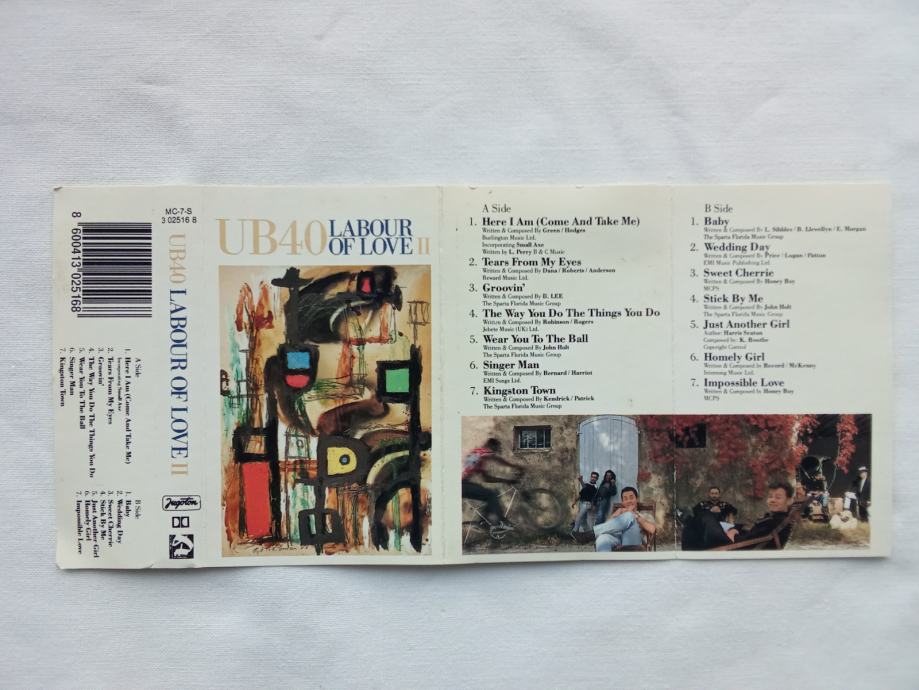 8 600413 025168
A Side
1. Here I Am (Come And Take Me)
Incorporating Small Axe
2. Tears From My Eyes
3. Groovin'
4. The Way You Do The Things You Do
5. Wear You To The Ball
6. Singer Man
7. Kingston Town
B Side
1. Baby
2. Wedding Day
3. Sweet Cherrie
4. Stick By Me
5. Just Another Girl
6. Homely Girl
7. Impossible Love
MC-7-S
3 02516 8
UB40 LABOUR OF LOVE II
Jugoton
UB40 LABOUR
OF LOVE II
A Side
1. Here I Am (Come And Take Me)
Written & Composed By Green / Hodges
Burlington Music Ltd.
Incorporating Small Axe
Written by L. Perry B & C Music
2. Tears From My Eyes
Written & Composed By Dana / Roberts / Anderson
Reward Music Ltd.
3. Groovin'
Written & Composed By B. LEE
The Sparta Florida Music Group
4. The Way You Do The Things You Do
Written & Composed By Robinson / Rogers
Jobete Music (UK) Ltd.
5. Wear You To The Ball
Written & Composed By John Holt
The Sparta Florida Music Group
6. Singer Man
Written & Composed By Bernard / Harriot
EMI Songs Ltd.
7. Kingston Town
Written & Composed By Kendrick / Patrick
The Sparta Florida Music Group
B Side
1. Baby
Written & Composed By L. Sibbles / B. Llewellyn / E. Morgan
The Sparta Florida Music Group
2. Wedding Day
Written & Composed By Price / Logan / Patton
EMI Music Publishing Ltd.
3. Sweet Cherrie
Written & Composed By Honey Boy
MCPS
4. Stick By Me
Written & Composed By John Holt
The Sparta Florida Music Group
5. Just Another Girl
Author: Harris Seaton
Composed by: K. Boothe
Copyright Control
6. Homely Girl
Written & Composed by Record / McKenny
Intersong Music Ltd.
7. Impossible Love
Written & Composed by Honey Boy
MCPS